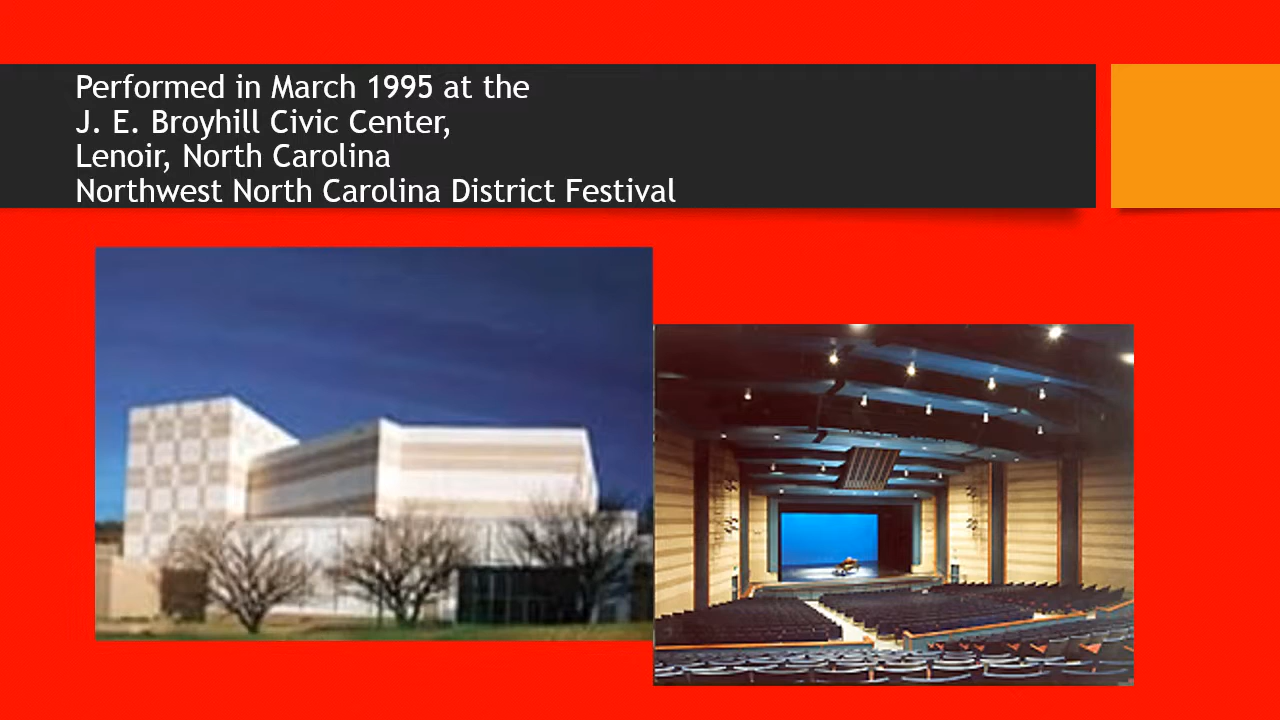 Performed in March 1995 at the
J. E. Broyhill Civic Center,
Lenoir, North Carolina
Northwest North Carolina District Festival